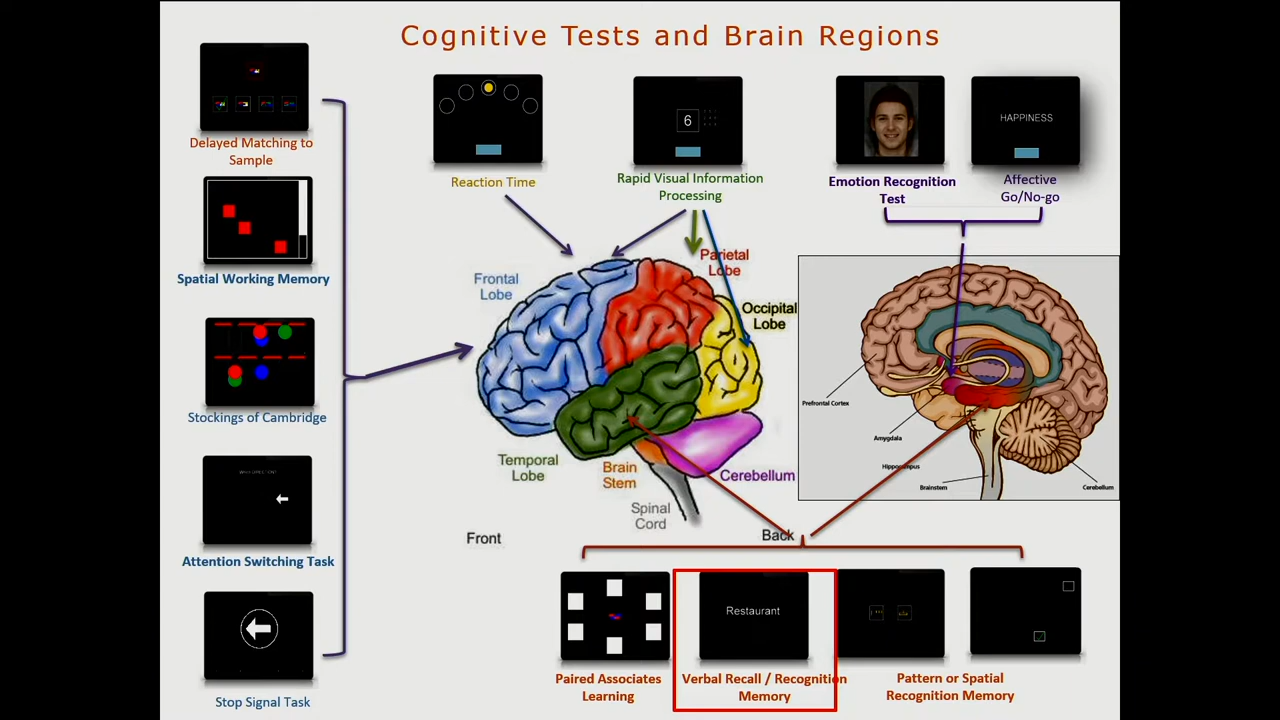 Cognitive Tests and Brain Regions
Delayed Matching to
Sample
Spatial Working Memory
Stockings of Cambridge
Attention Switching Task
Stop Signal Task
Reaction Time
6
Rapid Visual Information
Processing
Emotion Recognition
Test
HAPPINESS
Affective
Go/No-go
Frontal
Lobe
Parietal
Lobe
Occipital
Lobe
Temporal
Lobe
Brain
Stem
Cerebellum
Spinal
Cord
Front
Back
Prefrontal Cortex
Amygdala
Hippocampus
Brainstem
Cerebellum
Paired Associates
Learning
Restaurant
Verbal Recall / Recognition
Memory
Pattern or Spatial
Recognition Memory